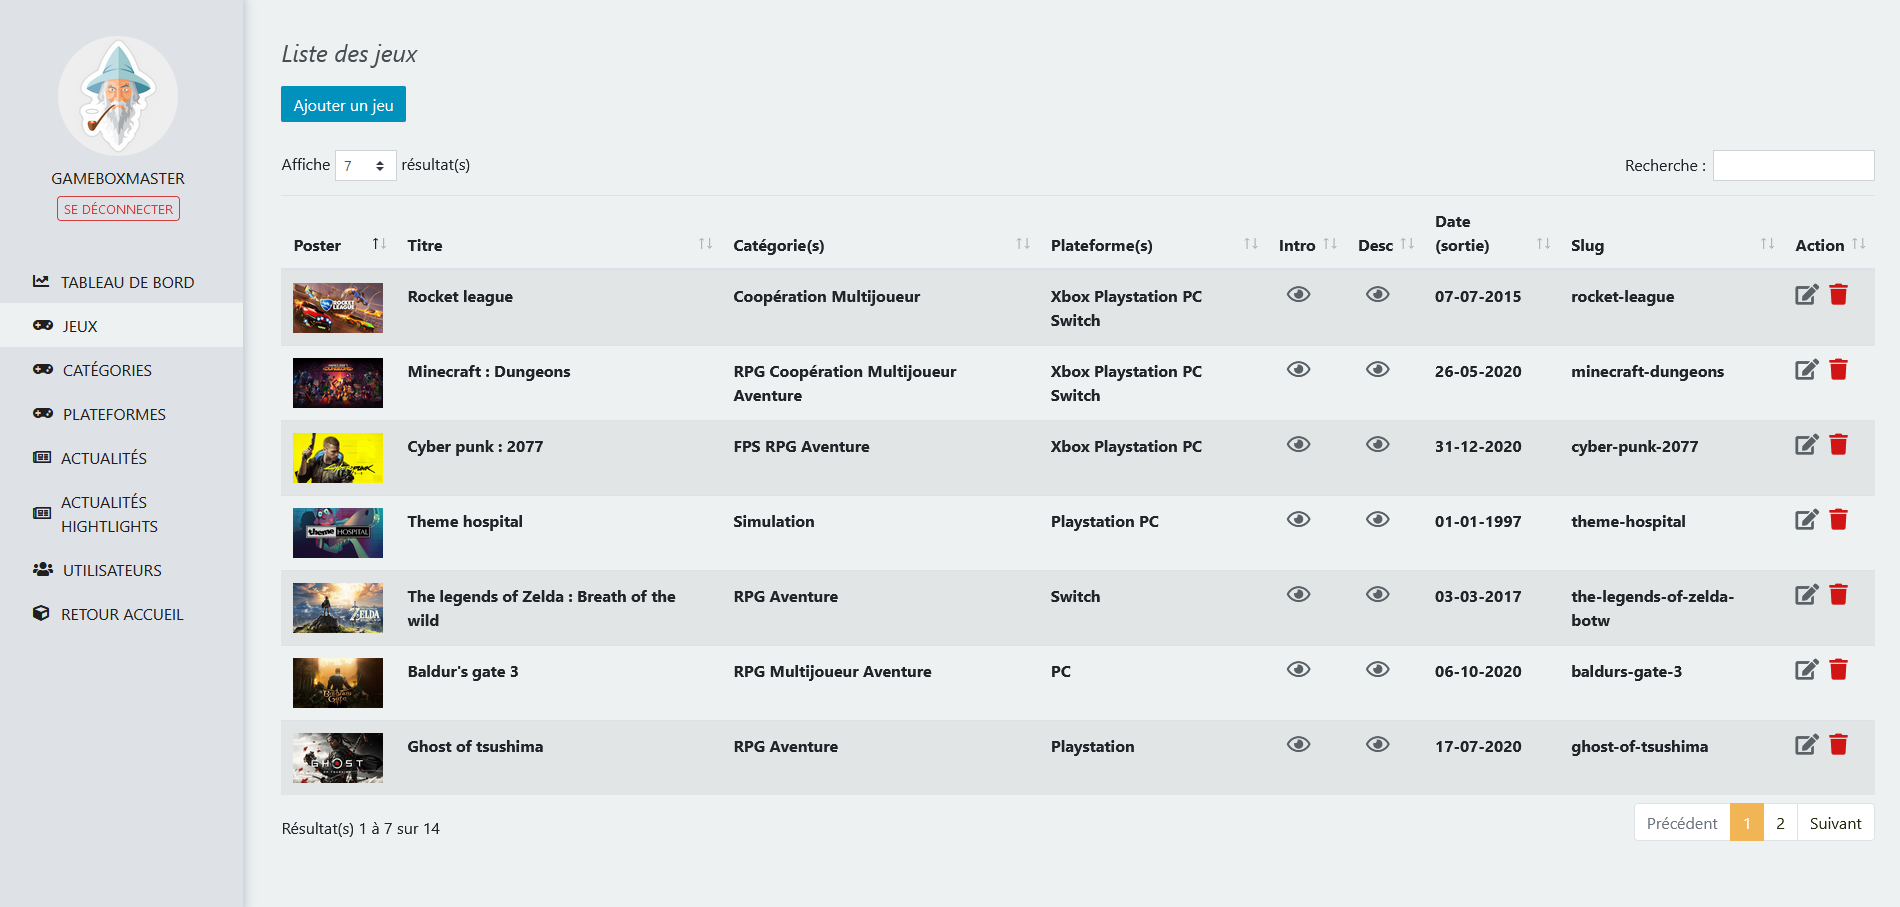 GAMEBOXMASTER
SE DÉCONNECTER
TABLEAU DE BORD
JEUX
CATÉGORIES
PLATEFORMES
ACTUALITÉS
ACTUALITÉS
HIGHTLIGHTS
UTILISATEURS
RETOUR ACCUEIL
Liste des jeux
Ajouter un jeu
Affiche 7 résultat(s)
Recherche :
Poster Titre Catégorie(s) Plateforme(s) Intro Desc Date (sortie) Slug Action
ROCKET LEAGUE
Rocket league Coopération Multijoueur Xbox Playstation PC Switch 07-07-2015 rocket-league
DUNGEONS
Minecraft : Dungeons RPG Coopération Multijoueur Aventure Xbox Playstation PC Switch 26-05-2020 minecraft-dungeons
Cyber punk : 2077 FPS RPG Aventure Xbox Playstation PC 31-12-2020 cyber-punk-2077
theme HOSPITAL
Theme hospital Simulation Playstation PC 01-01-1997 theme-hospital
ZELDA
The legends of Zelda : Breath of the wild RPG Aventure Switch 03-03-2017 the-legends-of-zelda-botw
Baldur's gate 3 RPG Multijoueur Aventure PC 06-10-2020 baldurs-gate-3
GHOST
Ghost of tsushima RPG Aventure Playstation 17-07-2020 ghost-of-tsushima
Résultat(s) 1 à 7 sur 14
Précédent 1 2 Suivant